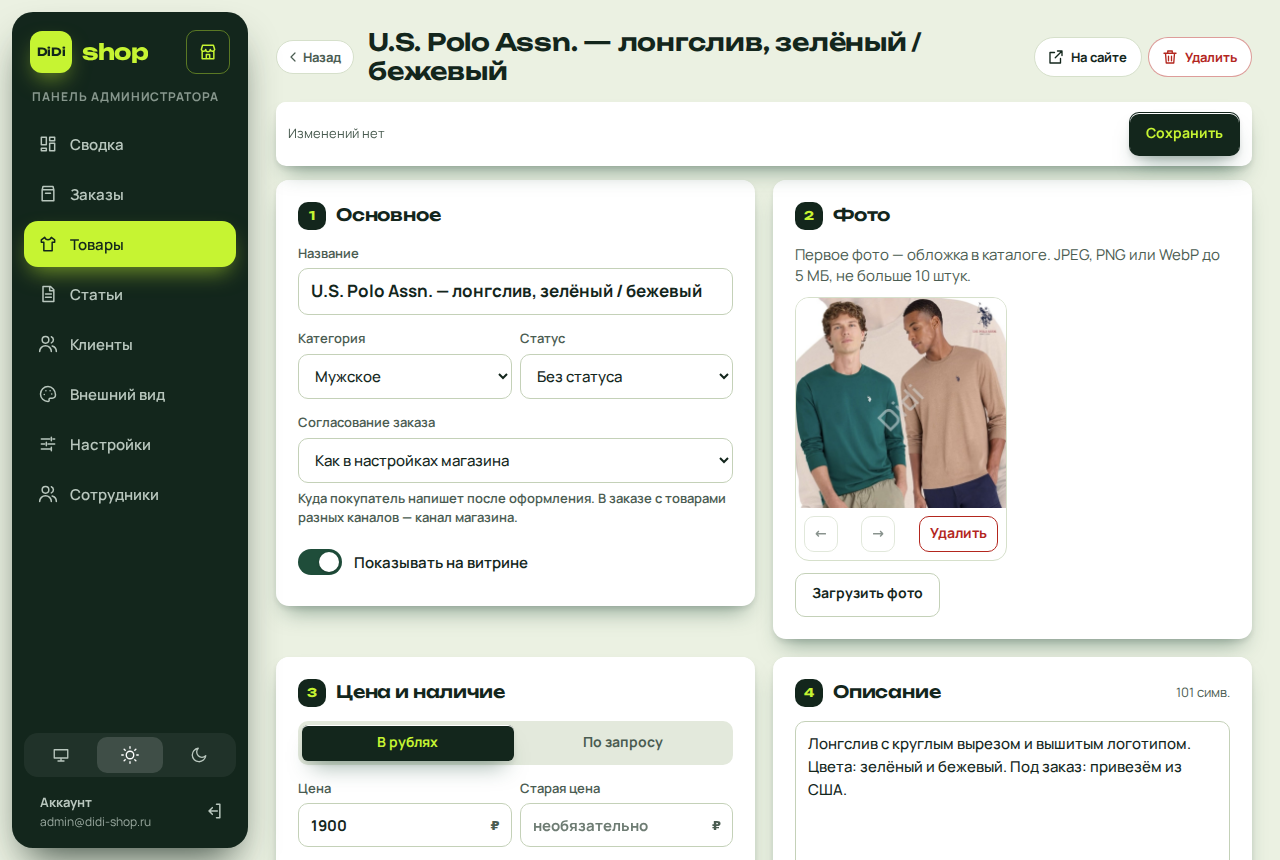 DiDi shop
ПАНЕЛЬ АДМИНИСТРАТОРА
Сводка
Заказы
Товары
Статьи
Клиенты
Внешний вид
Настройки
Сотрудники
Аккаунт
admin@didi-shop.ru
Назад
U.S. Polo Assn. — лонгслив, зелёный /
бежевый
На сайте
Удалить
Изменений нет
Сохранить
1 Основное
Название
U.S. Polo Assn. — лонгслив, зелёный / бежевый
Категория Статус
Мужское Без статуса
Согласование заказа
Как в настройках магазина
Куда покупатель напишет после оформления. В заказе с товарами
разных каналов — канал магазина.
Показывать на витрине
2 Фото
Первое фото — обложка в каталоге. JPEG, PNG или WebP до
5 МБ, не больше 10 штук.
Didi
← → Удалить
Загрузить фото
3 Цена и наличие
В рублях По запросу
Цена Старая цена
1900 ₽ необязательно ₽
4 Описание 101 симв.
Лонгслив с круглым вырезом и вышитым логотипом.
Цвета: зелёный и бежевый. Под заказ: привезём из
США.